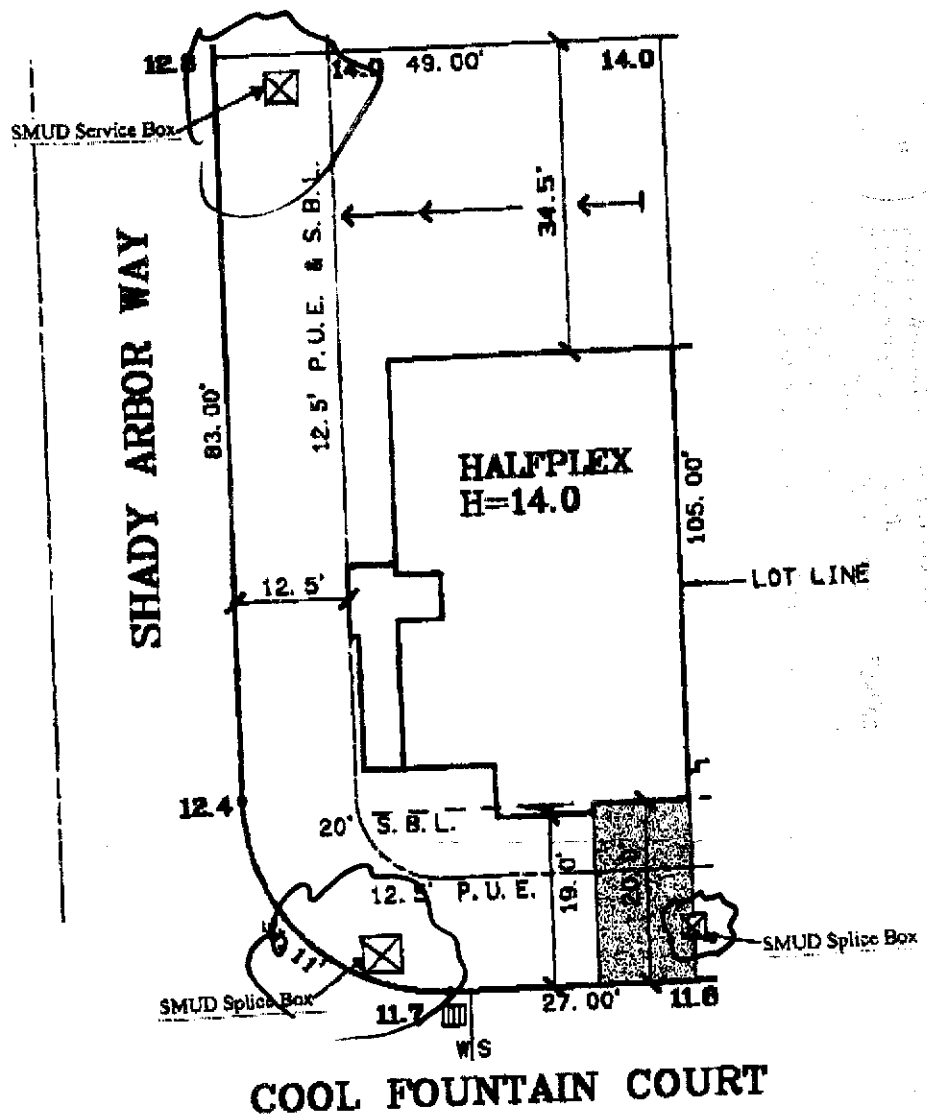 12.8
14.0
49.00'
14.0
SMUD Service Box
34.5'
12.5' P.U.E. & S.B.L.
SHADY ARBOR WAY
83.00'
HALFPLEX
H=14.0
105.00'
LOT LINE
12.5'
12.4
20' S.B.L.
12.5' P.U.E.
19.0'
SMUD Splice Box
SMUD Splice Box
11.7
27.00'
WS
COOL FOUNTAIN COURT